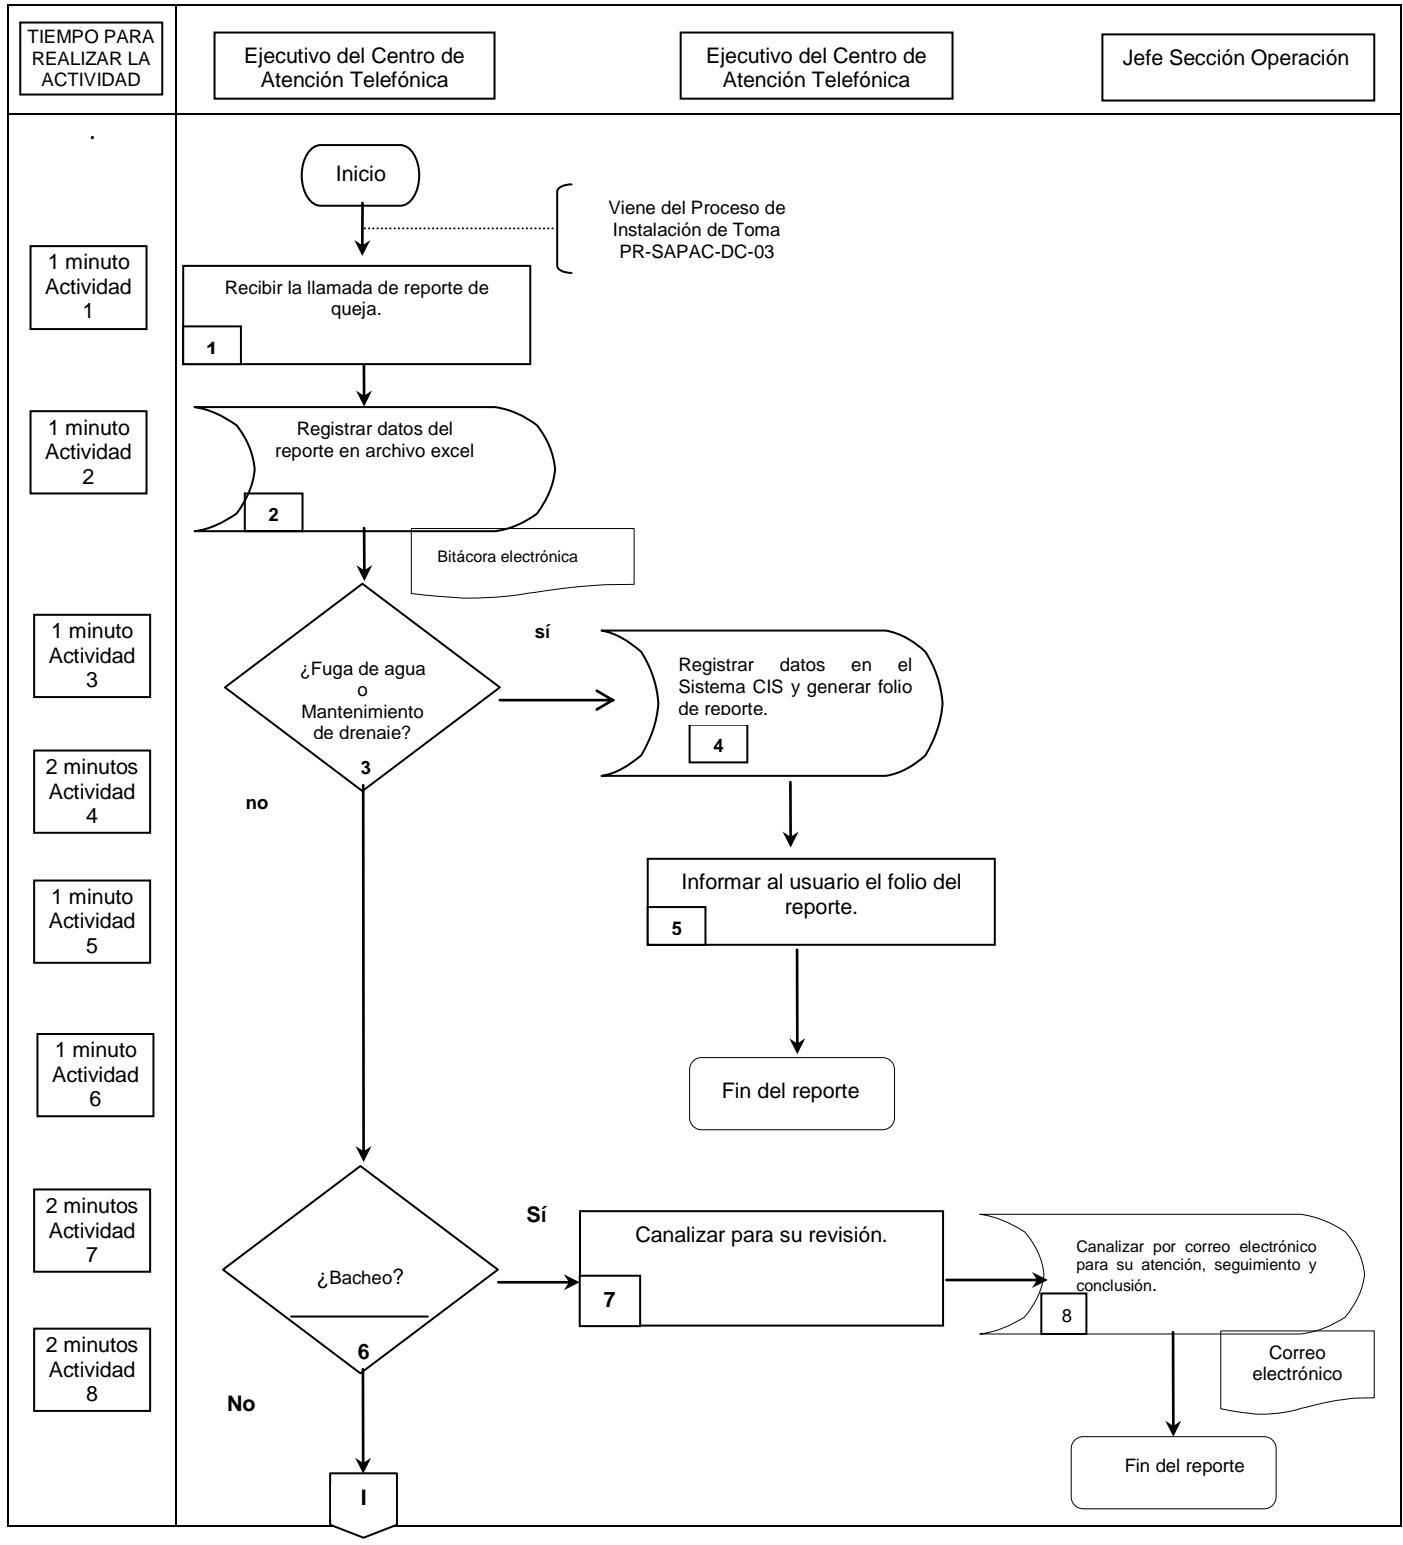 TIEMPO PARA
REALIZAR LA
ACTIVIDAD
Ejecutivo del Centro de
Atención Telefónica
Ejecutivo del Centro de
Atención Telefónica
Jefe Sección Operación
.
Inicio
Viene del Proceso de
Instalación de Toma
PR-SAPAC-DC-03
1 minuto
Actividad
1
Recibir la llamada de reporte de
queja.
1
1 minuto
Actividad
2
Registrar datos del
reporte en archivo excel
2
Bitácora electrónica
1 minuto
Actividad
3
¿Fuga de agua
o
Mantenimiento
de drenaje?
3
sí
Registrar datos en el
Sistema CIS y generar folio
de reporte.
4
2 minutos
Actividad
4
no
1 minuto
Actividad
5
Informar al usuario el folio del
reporte.
5
1 minuto
Actividad
6
Fin del reporte
2 minutos
Actividad
7
¿Bacheo?
6
Sí
Canalizar para su revisión.
7
Canalizar por correo electrónico
para su atención, seguimiento y
conclusión.
8
2 minutos
Actividad
8
Correo
electrónico
No
Fin del reporte
I